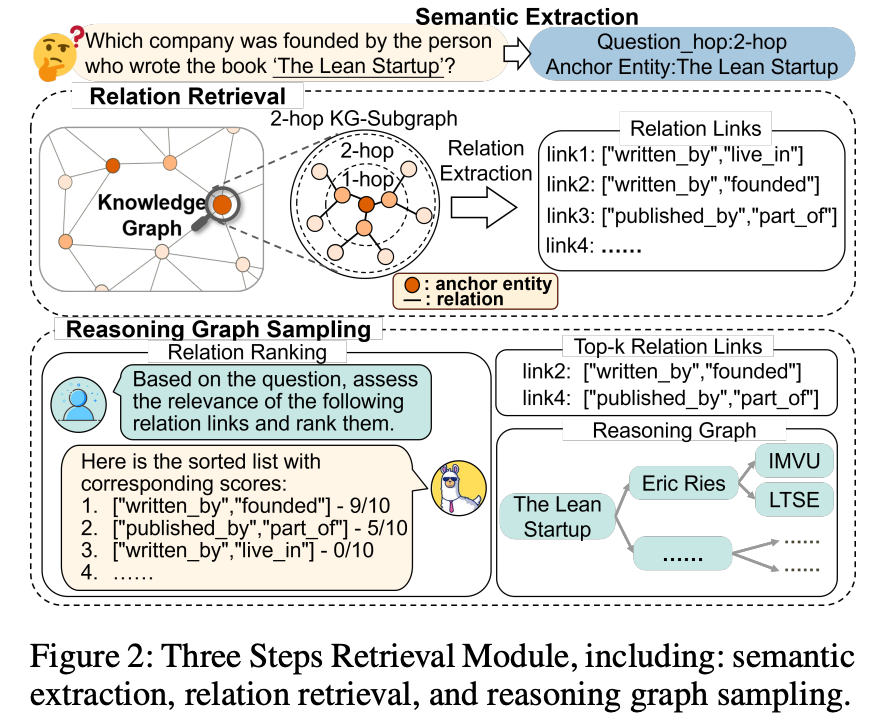 Semantic Extraction
?
Which company was founded by the person
who wrote the book ‘The Lean Startup’?
Question_hop:2-hop
Anchor Entity:The Lean Startup
Relation Retrieval
Knowledge
Graph
2-hop KG-Subgraph
2-hop
1-hop
Relation
Extraction
Relation Links
link1: ["written_by","live_in"]
link2: ["written_by","founded"]
link3: ["published_by","part_of"]
link4: ......
: anchor entity
: relation
Reasoning Graph Sampling
Relation Ranking
Based on the question, assess
the relevance of the following
relation links and rank them.
Here is the sorted list with
corresponding scores:
1. ["written_by","founded"] - 9/10
2. ["published_by","part_of"] - 5/10
3. ["written_by","live_in"] - 0/10
4. ......
Top-k Relation Links
link2: ["written_by","founded"]
link4: ["published_by","part_of"]
Reasoning Graph
The Lean
Startup
Eric Ries
IMVU
LTSE
......
......
......
Figure 2: Three Steps Retrieval Module, including: semantic
extraction, relation retrieval, and reasoning graph sampling.